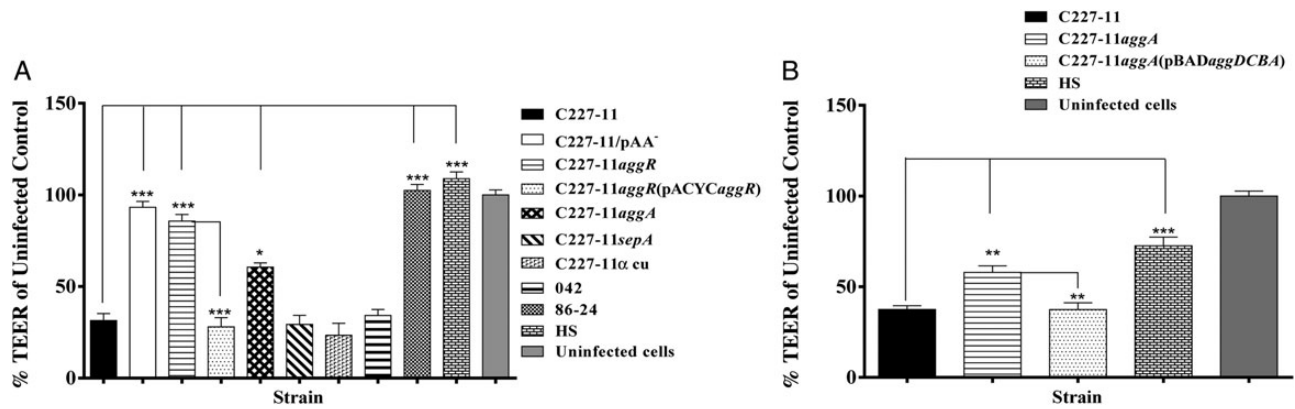 A
% TEER of Uninfected Control
150
100
50
0
***
***
***
*
***
***
Strain
C227-11
C227-11/pAA-
C227-11aggR
C227-11aggR(pACYCaggR)
C227-11aggA
C227-11sepA
C227-11α cu
042
86-24
HS
Uninfected cells
B
C227-11
C227-11aggA
C227-11aggA(pBADaggDCBA)
HS
Uninfected cells
% TEER of Uninfected Control
150
100
50
0
**
**
***
Strain